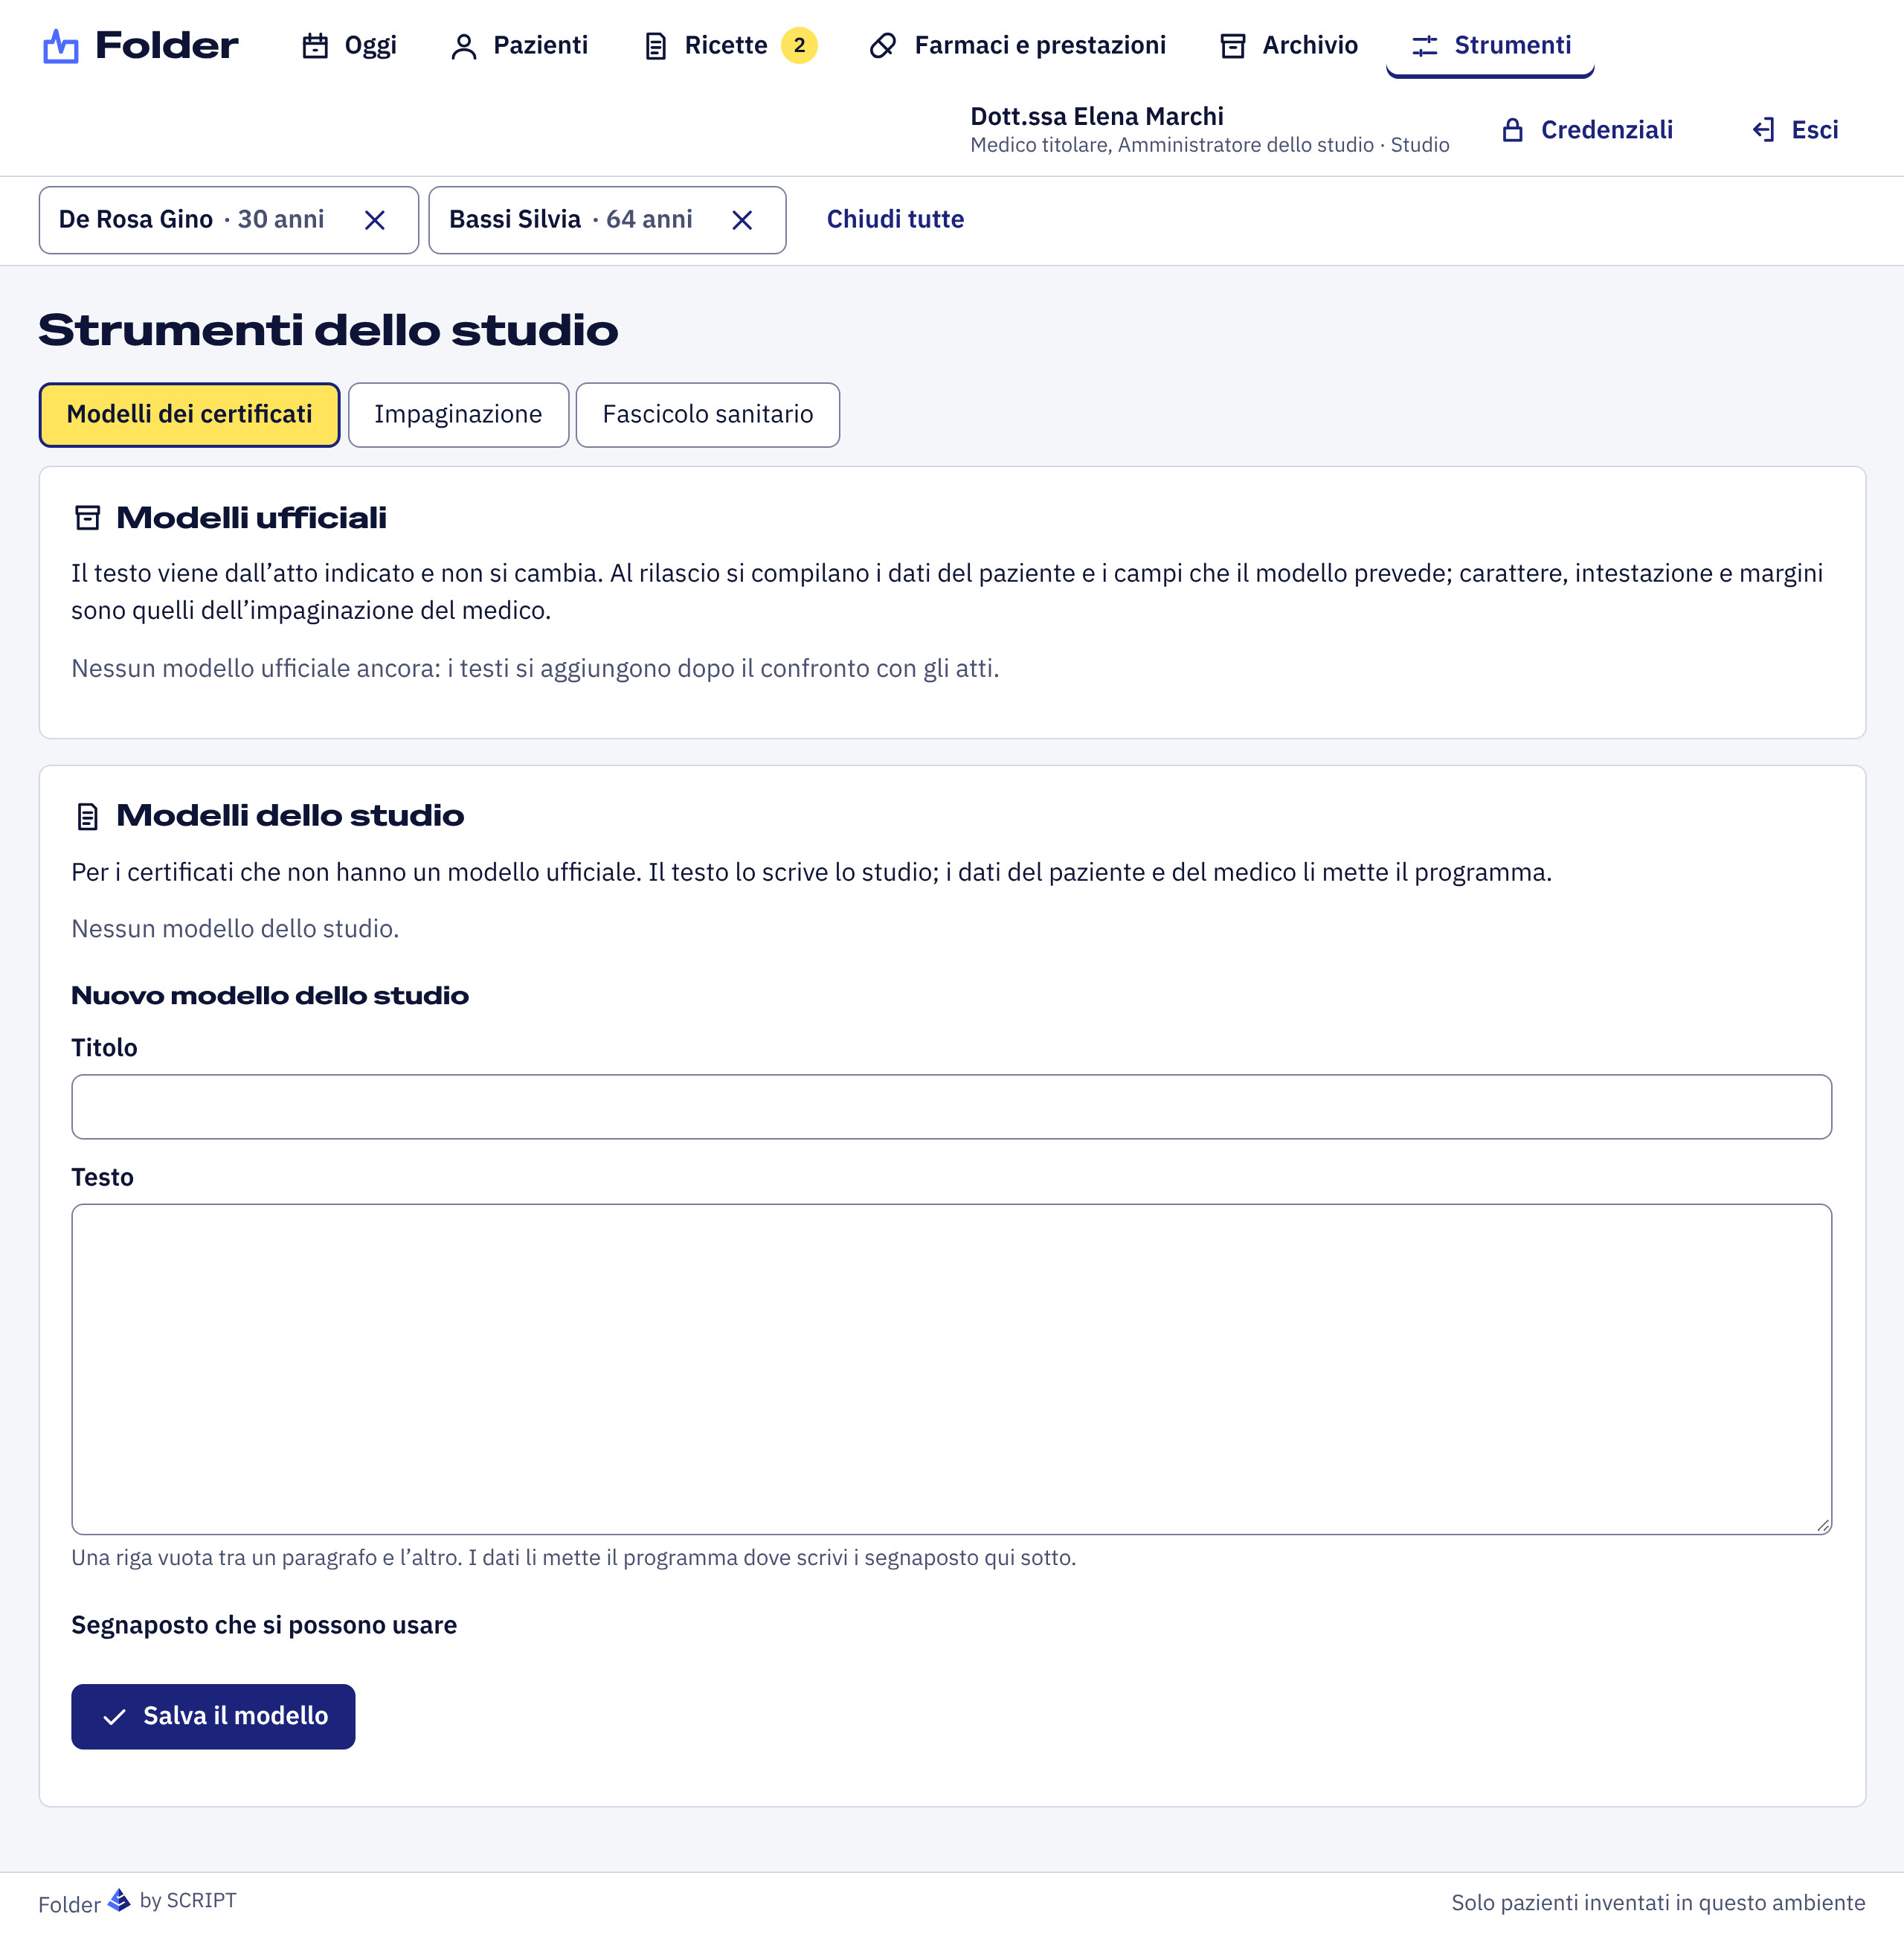 Folder
Oggi
Pazienti
Ricette 2
Farmaci e prestazioni
Archivio
Strumenti
Dott.ssa Elena Marchi
Medico titolare, Amministratore dello studio · Studio
Credenziali
Esci
De Rosa Gino · 30 anni
Bassi Silvia · 64 anni
Chiudi tutte
Strumenti dello studio
Modelli dei certificati
Impaginazione
Fascicolo sanitario
Modelli ufficiali
Il testo viene dall’atto indicato e non si cambia. Al rilascio si compilano i dati del paziente e i campi che il modello prevede; carattere, intestazione e margini
sono quelli dell’impaginazione del medico.
Nessun modello ufficiale ancora: i testi si aggiungono dopo il confronto con gli atti.
Modelli dello studio
Per i certificati che non hanno un modello ufficiale. Il testo lo scrive lo studio; i dati del paziente e del medico li mette il programma.
Nessun modello dello studio.
Nuovo modello dello studio
Titolo
Testo
Una riga vuota tra un paragrafo e l’altro. I dati li mette il programma dove scrivi i segnaposto qui sotto.
Segnaposto che si possono usare
Salva il modello
Folder by SCRIPT
Solo pazienti inventati in questo ambiente